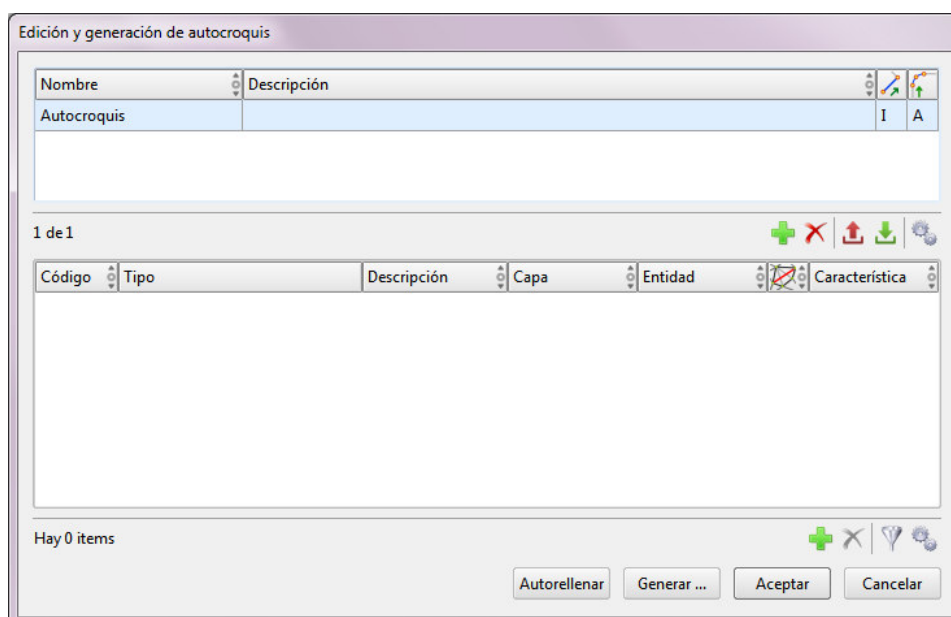 Edición y generación de autocroquis
Nombre Descripción
Autocroquis I A
1 de 1
Código Tipo Descripción Capa Entidad Característica
Hay 0 items
Autorellenar Generar ... Aceptar Cancelar